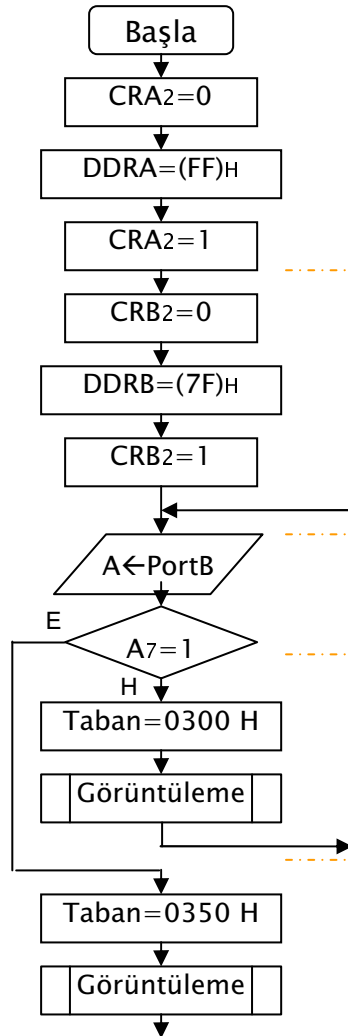 Başla
CRA2=0
DDRA=(FF)H
CRA2=1
CRB2=0
DDRB=(7F)H
CRB2=1
A←PortB
E
A7=1
H
Taban=0300 H
Görüntüleme
Taban=0350 H
Görüntüleme